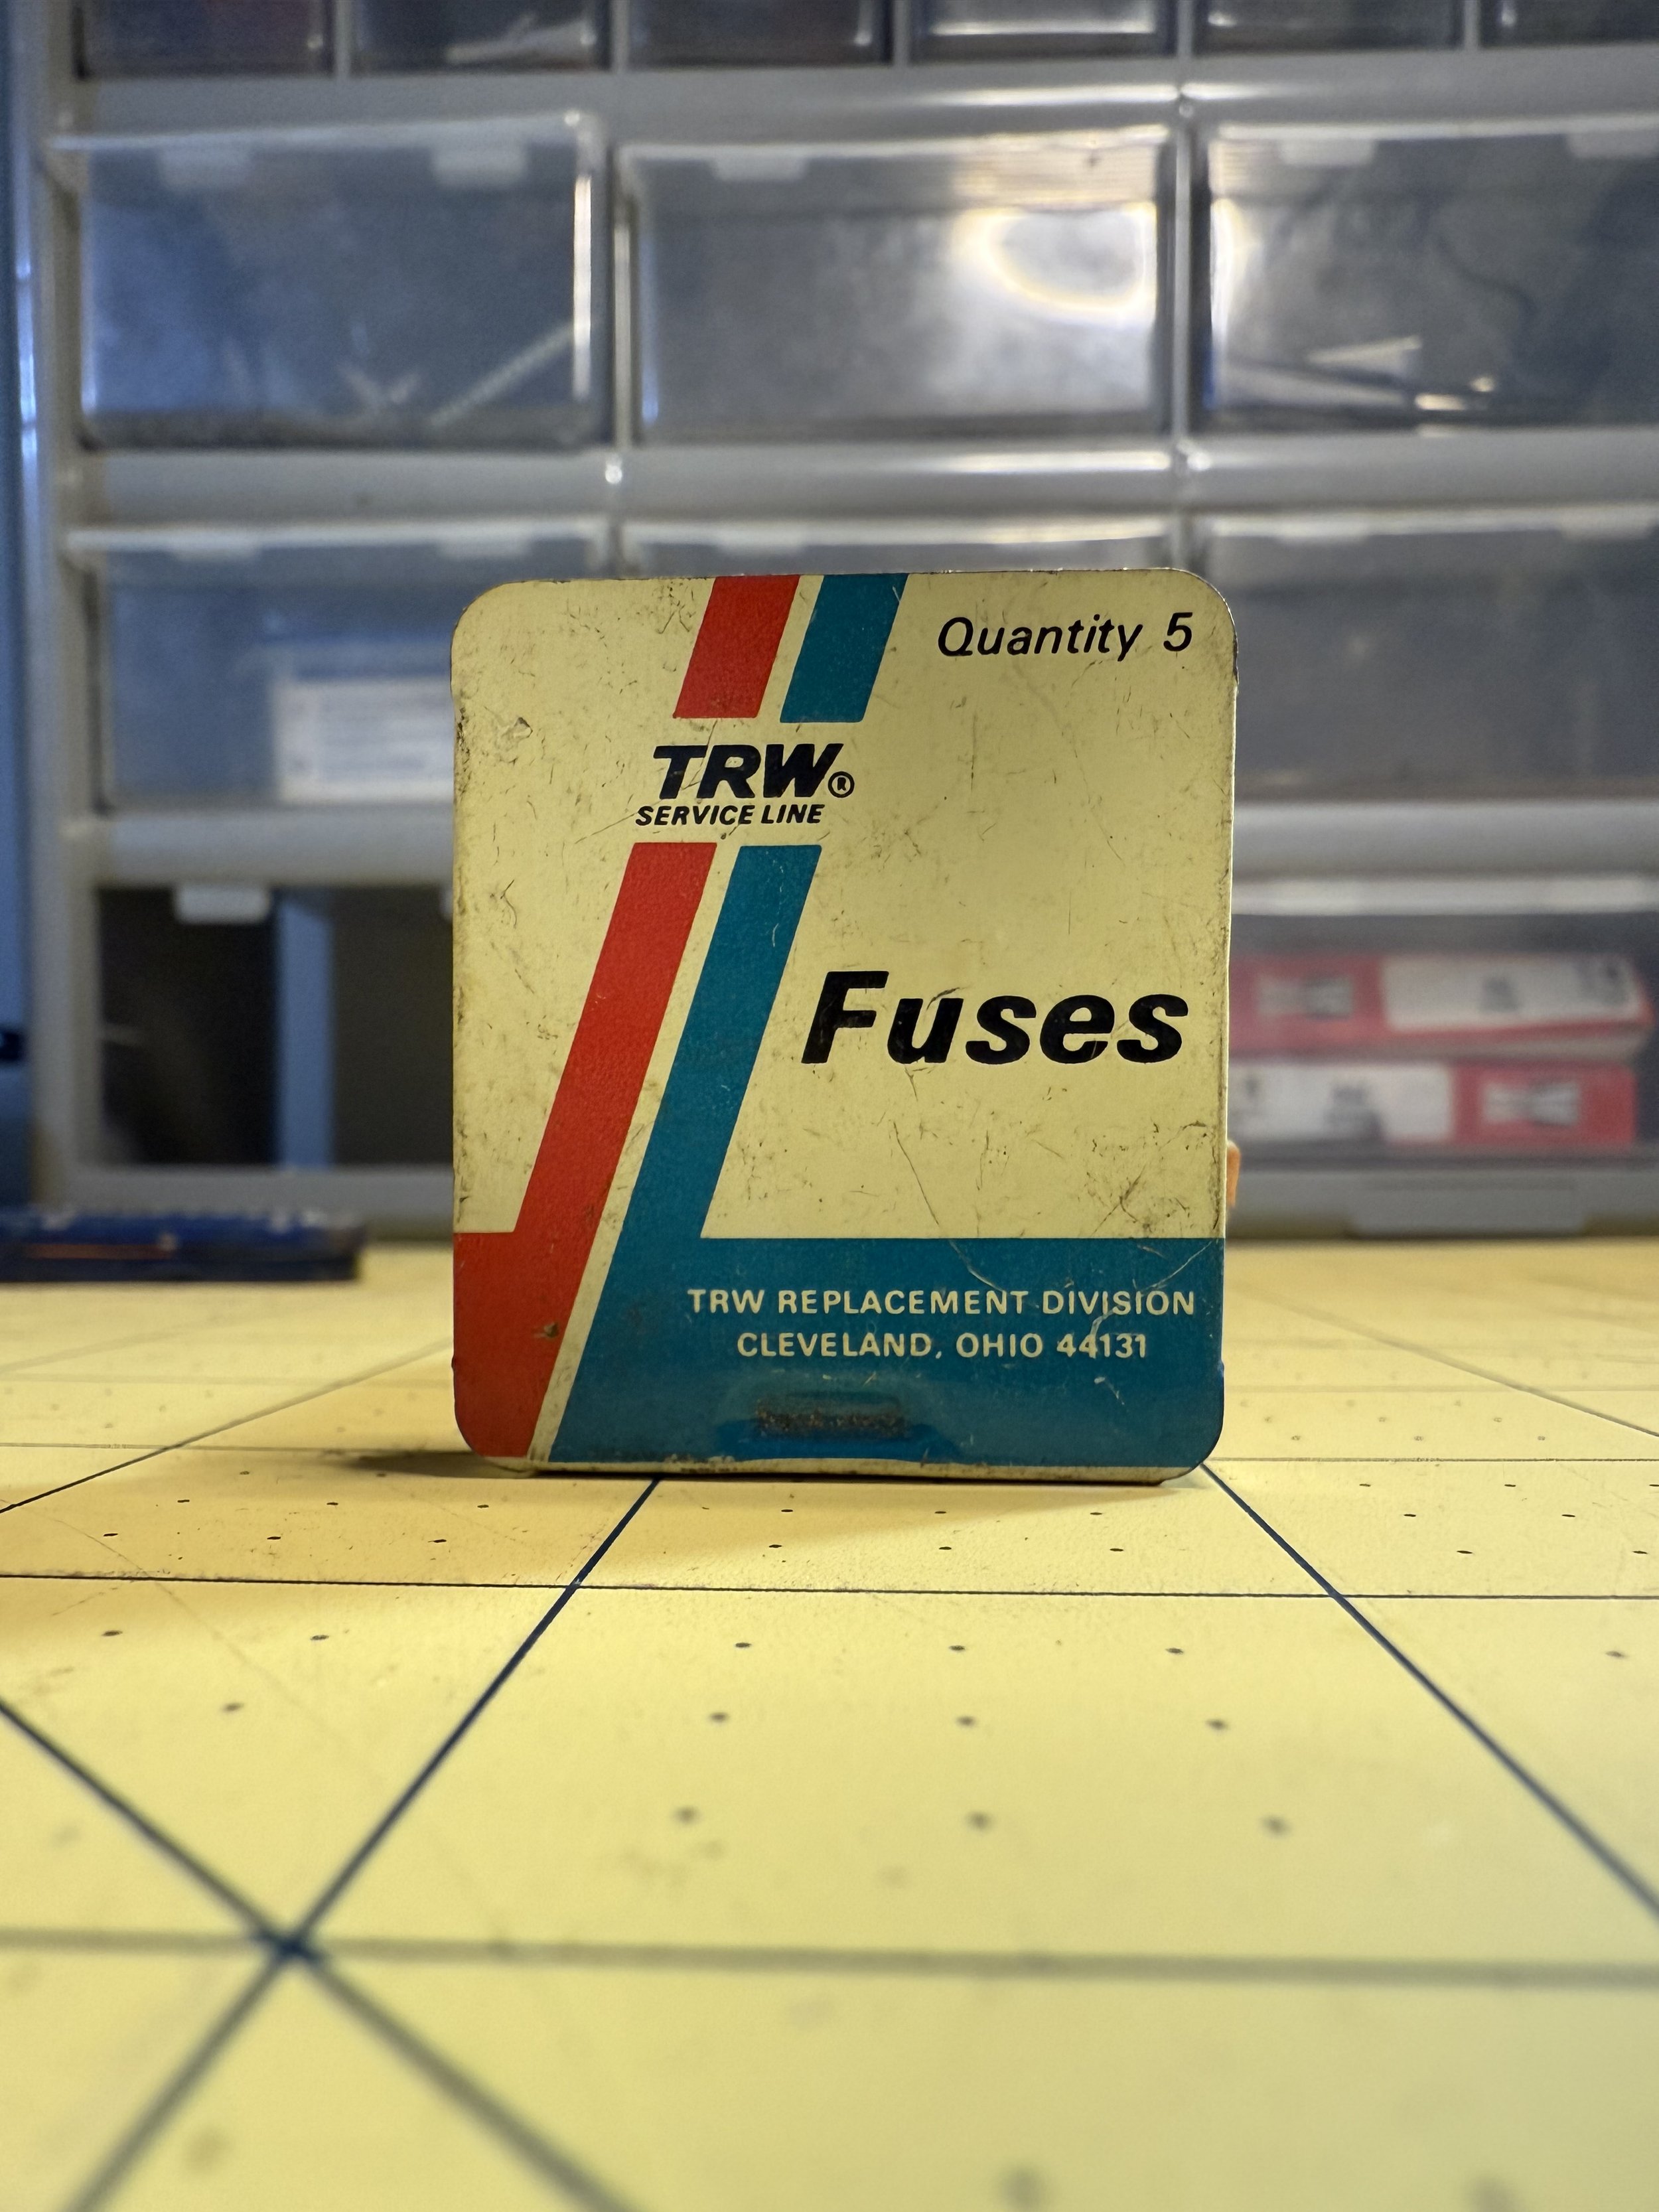 Quantity 5
TRW®
SERVICE LINE
Fuses
TRW REPLACEMENT DIVISION
CLEVELAND, OHIO 44131